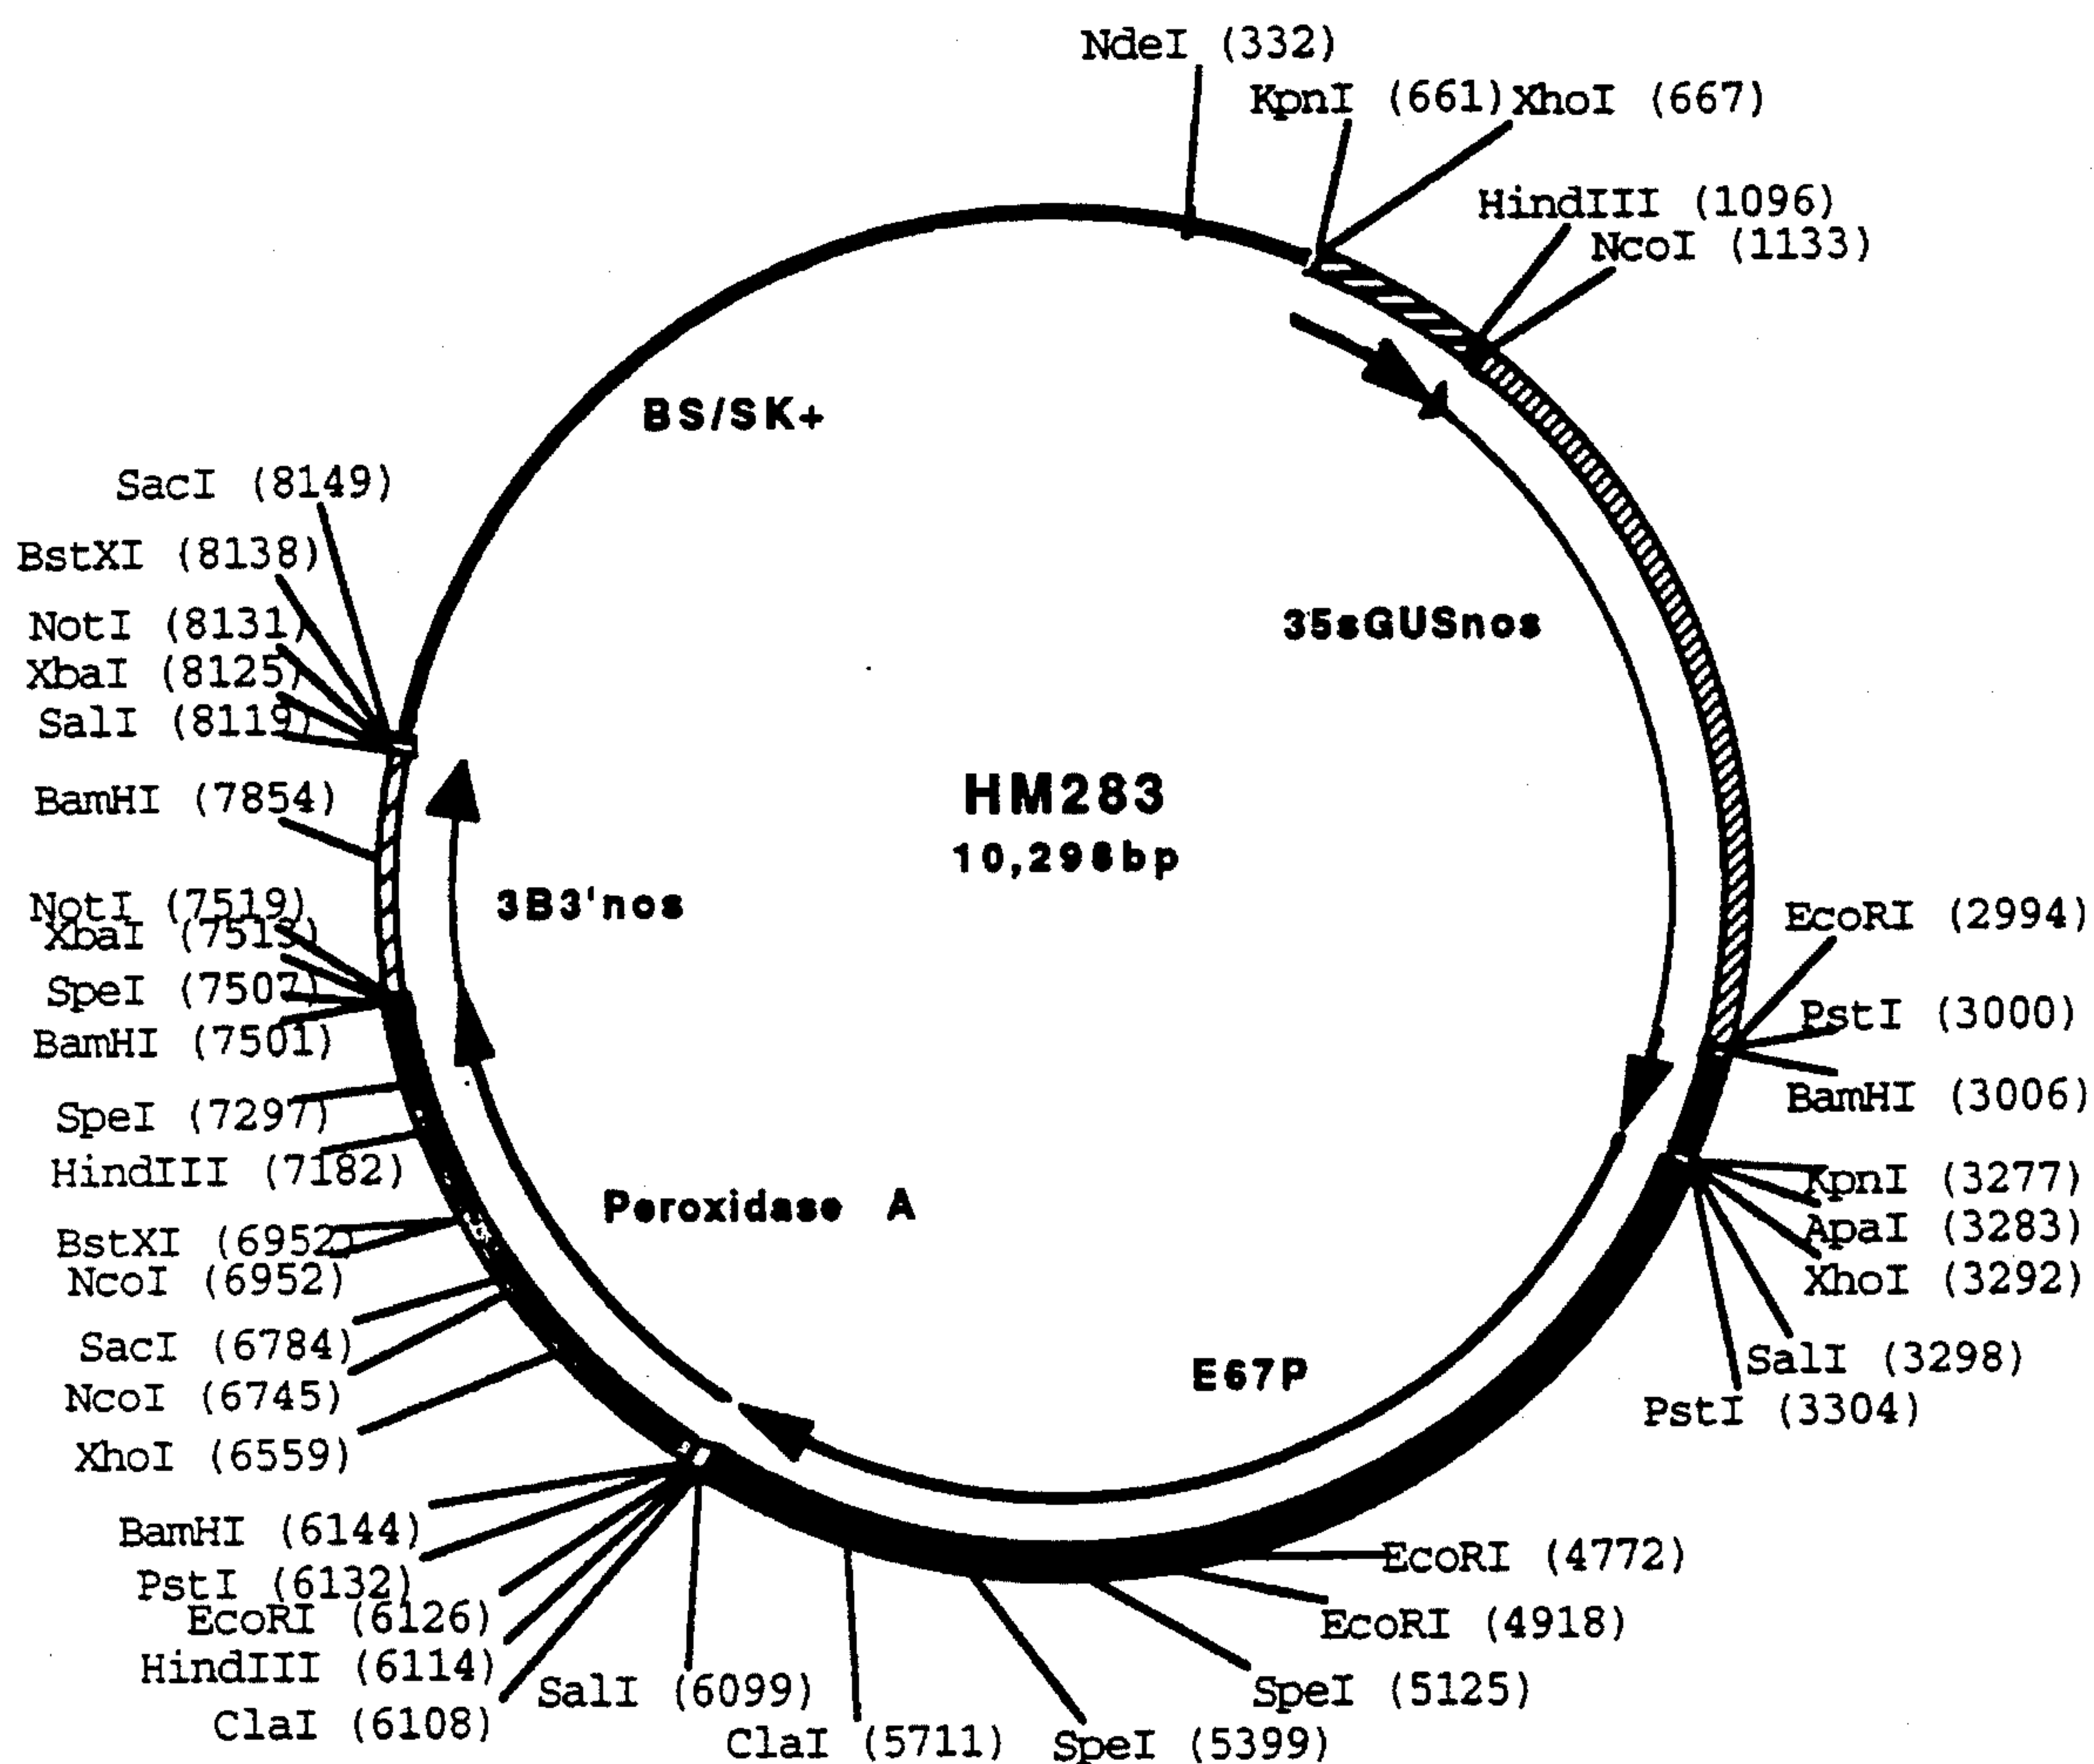 NdeI (332)
KpnI (661)
XhoI (667)
HindIII (1096)
NcoI (1133)
BS/SK+
SacI (8149)
BstXI (8138)
NotI (8131)
XbaI (8125)
SalI (8119)
35sGUSnos
BamHI (7854)
HM283
10,298bp
NotI (7519)
XbaI (7513)
3B3'nos
EcoRI (2994)
SpeI (7507)
PstI (3000)
BamHI (7501)
BamHI (3006)
SpeI (7297)
HindIII (7182)
KpnI (3277)
Peroxidase A
ApaI (3283)
BstXI (6952)
NcoI (6952)
XhoI (3292)
SacI (6784)
SalI (3298)
E67P
NcoI (6745)
PstI (3304)
XhoI (6559)
BamHI (6144)
EcoRI (4772)
PstI (6132)
EcoRI (6126)
EcoRI (4918)
HindIII (6114)
SalI (6099)
SpeI (5125)
ClaI (6108)
ClaI (5711)
SpeI (5399)